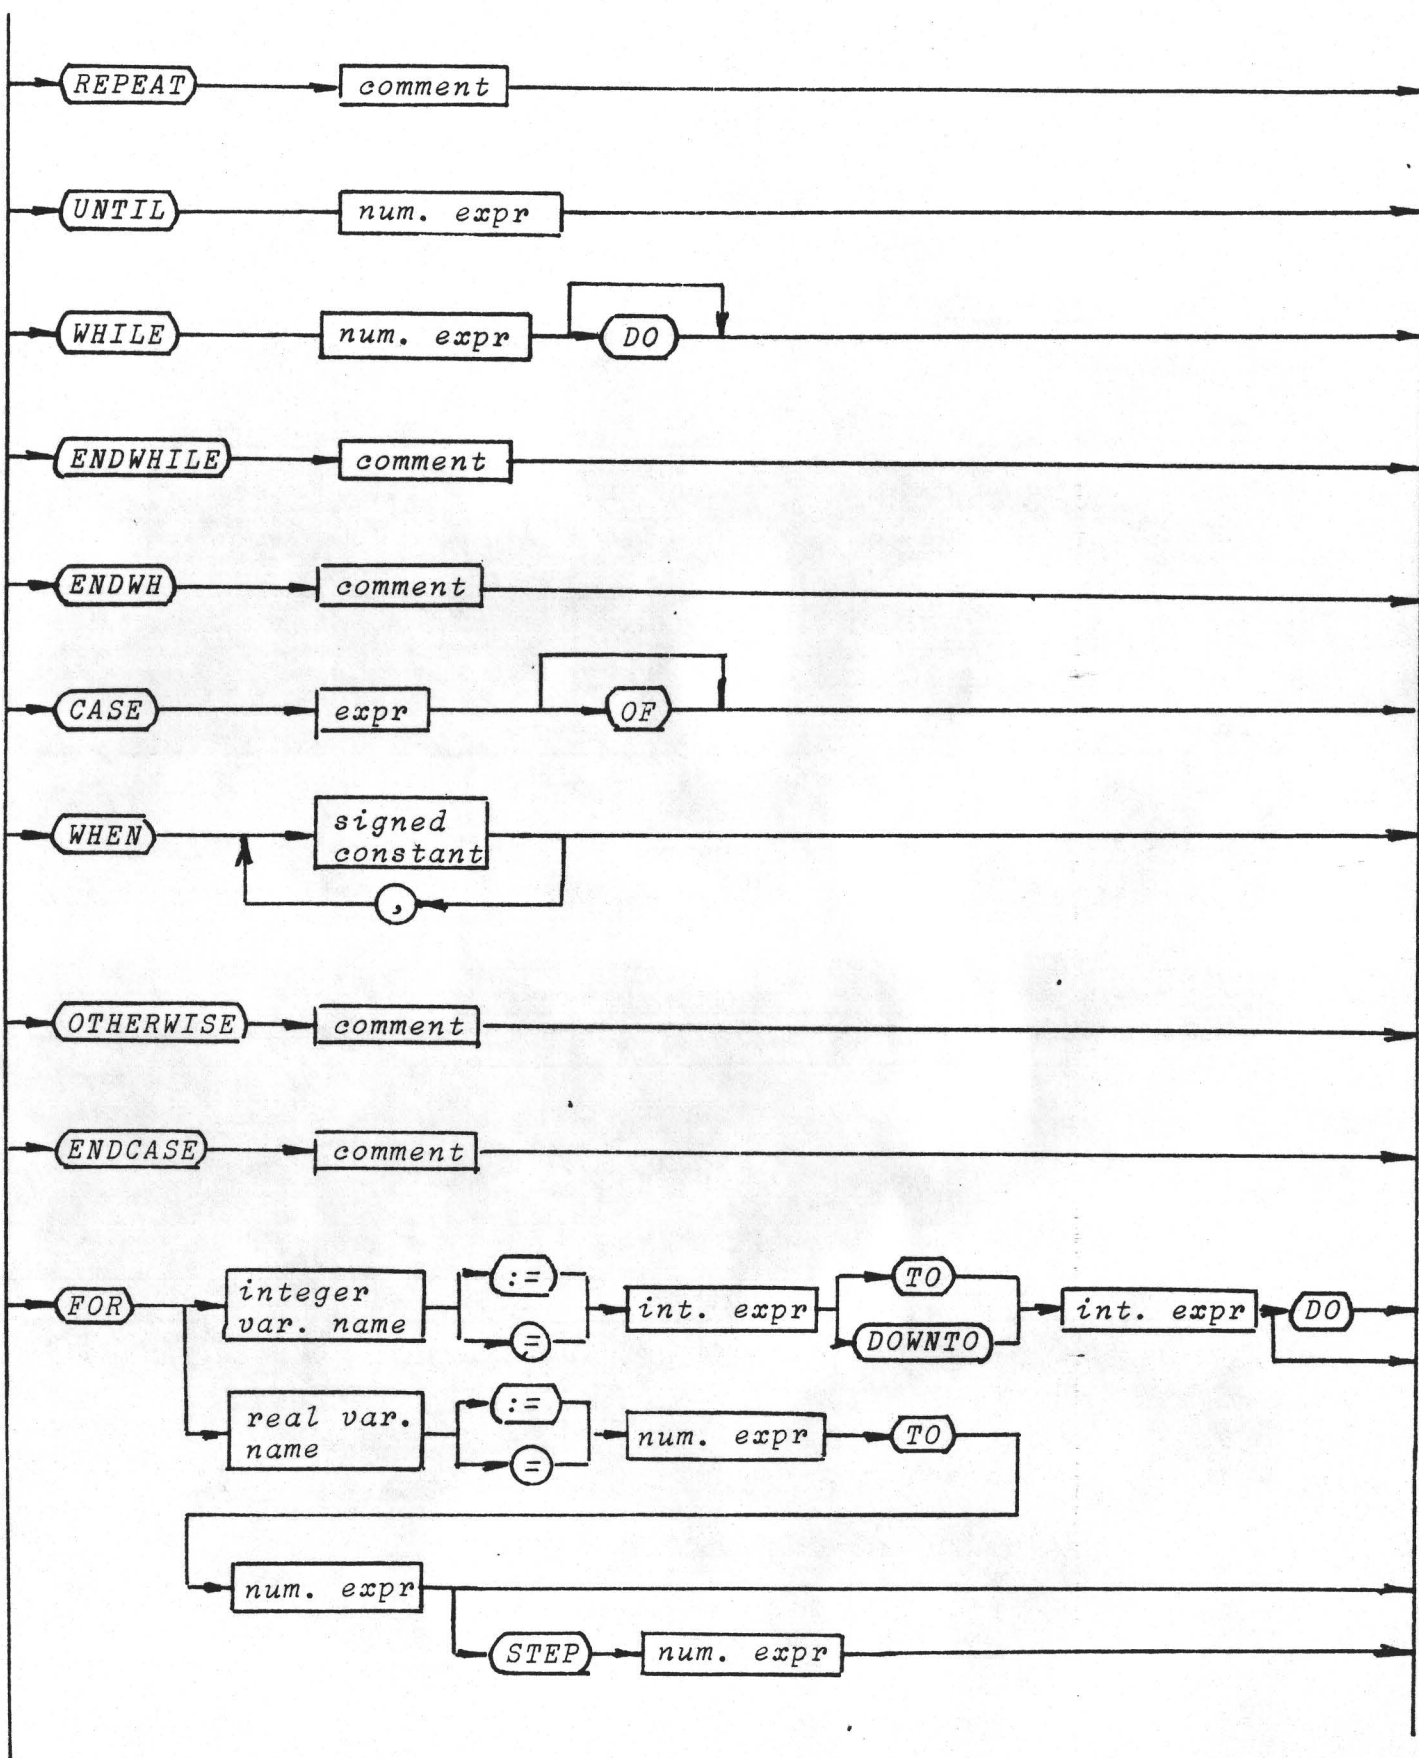 REPEAT comment
UNTIL num. expr
WHILE num. expr DO
ENDWHILE comment
ENDWH comment
CASE expr OF
WHEN signed
constant
,
OTHERWISE comment
ENDCASE comment
:= TO
FOR integer int. expr int. expr DO
var. name
= DOWNTO
:=
real var. num. expr TO
name
=
num. expr
STEP num. expr